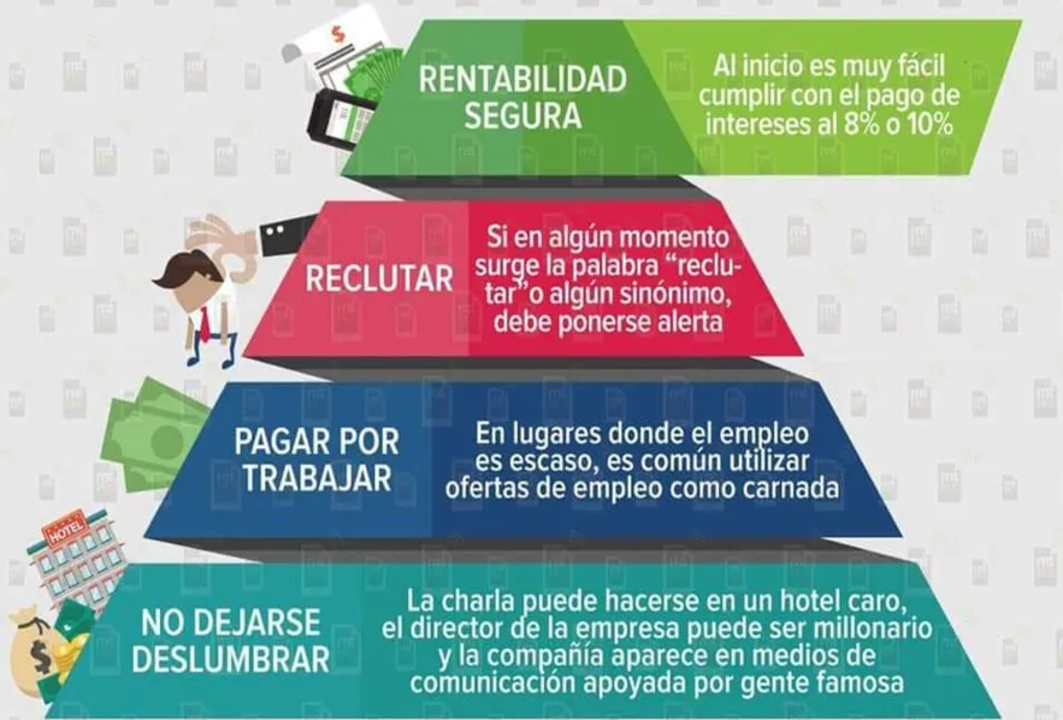 RENTABILIDAD
SEGURA
Al inicio es muy fácil
cumplir con el pago de
intereses al 8% o 10%
RECLUTAR
Si en algún momento
surge la palabra “reclu-
tar”o algún sinónimo,
debe ponerse alerta
PAGAR POR
TRABAJAR
En lugares donde el empleo
es escaso, es común utilizar
ofertas de empleo como carnada
HOTEL
NO DEJARSE
DESLUMBRAR
La charla puede hacerse en un hotel caro,
el director de la empresa puede ser millonario
y la compañía aparece en medios de
comunicación apoyada por gente famosa